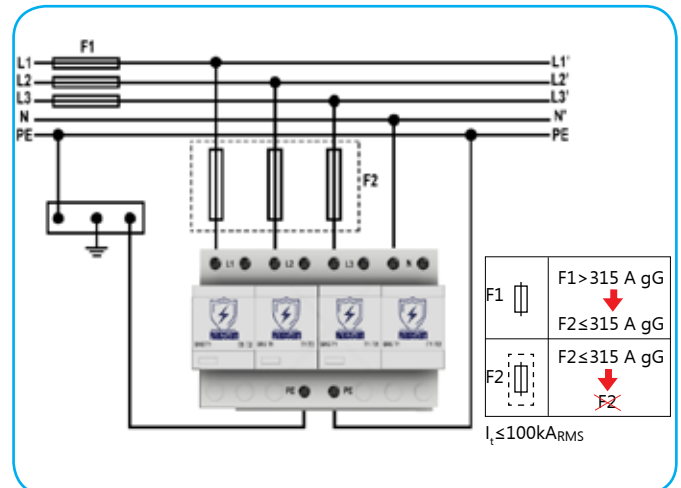 F1
L1 L1'
L2 L2'
L3 L3'
N N'
PE PE
F2
L1 L2 L3 N
PE PE
F1 F1>315 A gG
F2≤315 A gG
F2 F2≤315 A gG
F2
It≤100kARMS